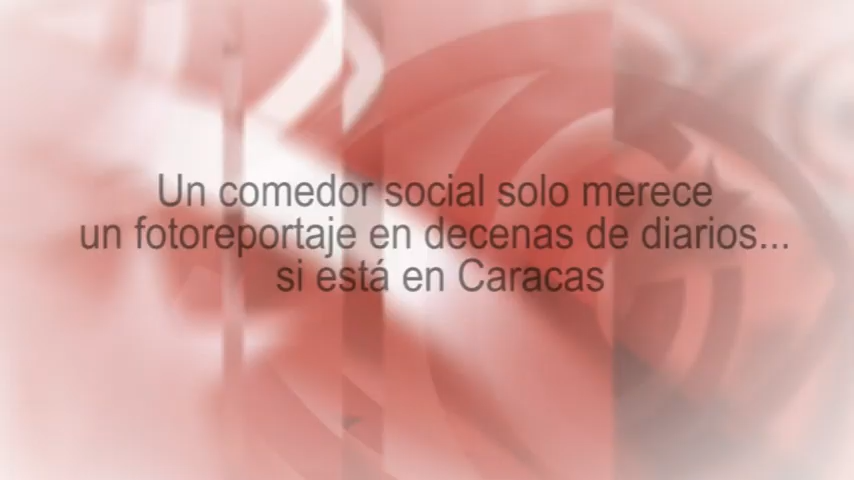 Un comedor social solo merece
un fotoreportaje en decenas de diarios...
si está en Caracas